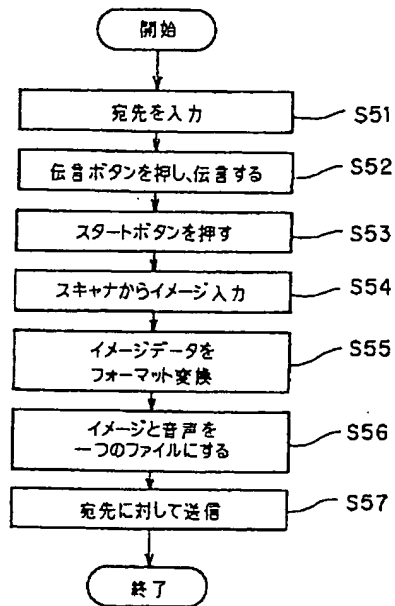 開始
宛先を入力
S51
伝言ボタンを押し、伝言する
S52
スタートボタンを押す
S53
スキャナからイメージ入力
S54
イメージデータを
フォーマット変換
S55
イメージと音声を
一つのファイルにする
S56
宛先に対して送信
S57
終了